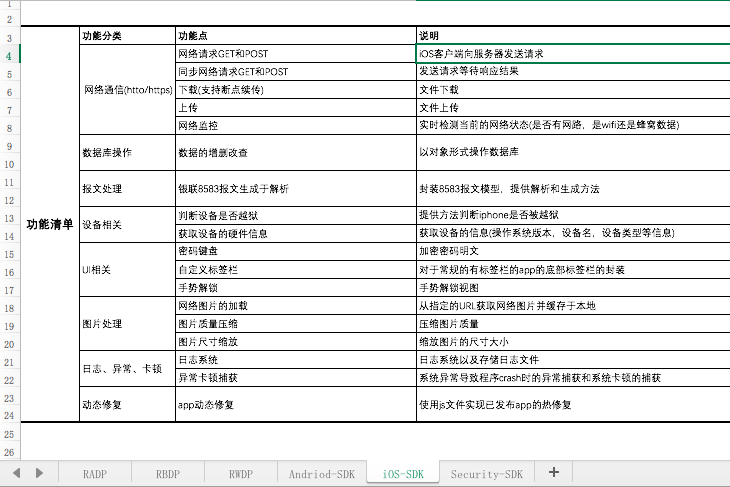 1
2
3 功能分类 功能点 说明
4 网络请求GET和POST iOS客户端向服务器发送请求
5 同步网络请求GET和POST 发送请求等待响应结果
6 网络通信(htto/https) 下载(支持断点续传) 文件下载
7 上传 文件上传
8 网络监控 实时检测当前的网络状态(是否有网路，是wifi还是蜂窝数据)
9
数据库操作 数据的增删改查 以对象形式操作数据库
10
11
报文处理 银联8583报文生成于解析 封装8583报文模型，提供解析和生成方法
12
13 判断设备是否越狱 提供方法判断iphone是否被越狱
功能清单 设备相关
14 获取设备的硬件信息 获取设备的信息(操作系统版本，设备名，设备类型等信息)
15 密码键盘 加密密码明文
16 UI相关 自定义标签栏 对于常规的有标签栏的app的底部标签栏的封装
17 手势解锁 手势解锁视图
18 网络图片的加载 从指定的URL获取网络图片并缓存于本地
19 图片处理 图片质量压缩 压缩图片质量
20 图片尺寸缩放 缩放图片的尺寸大小
21 日志系统 日志系统以及存储日志文件
日志、异常、卡顿
22 异常卡顿捕获 系统异常导致程序crash时的异常捕获和系统卡顿的捕获
23
动态修复 app动态修复 使用js文件实现已发布app的热修复
24
25
26
RADP RBDP RWDP Andriod-SDK iOS-SDK Security-SDK +